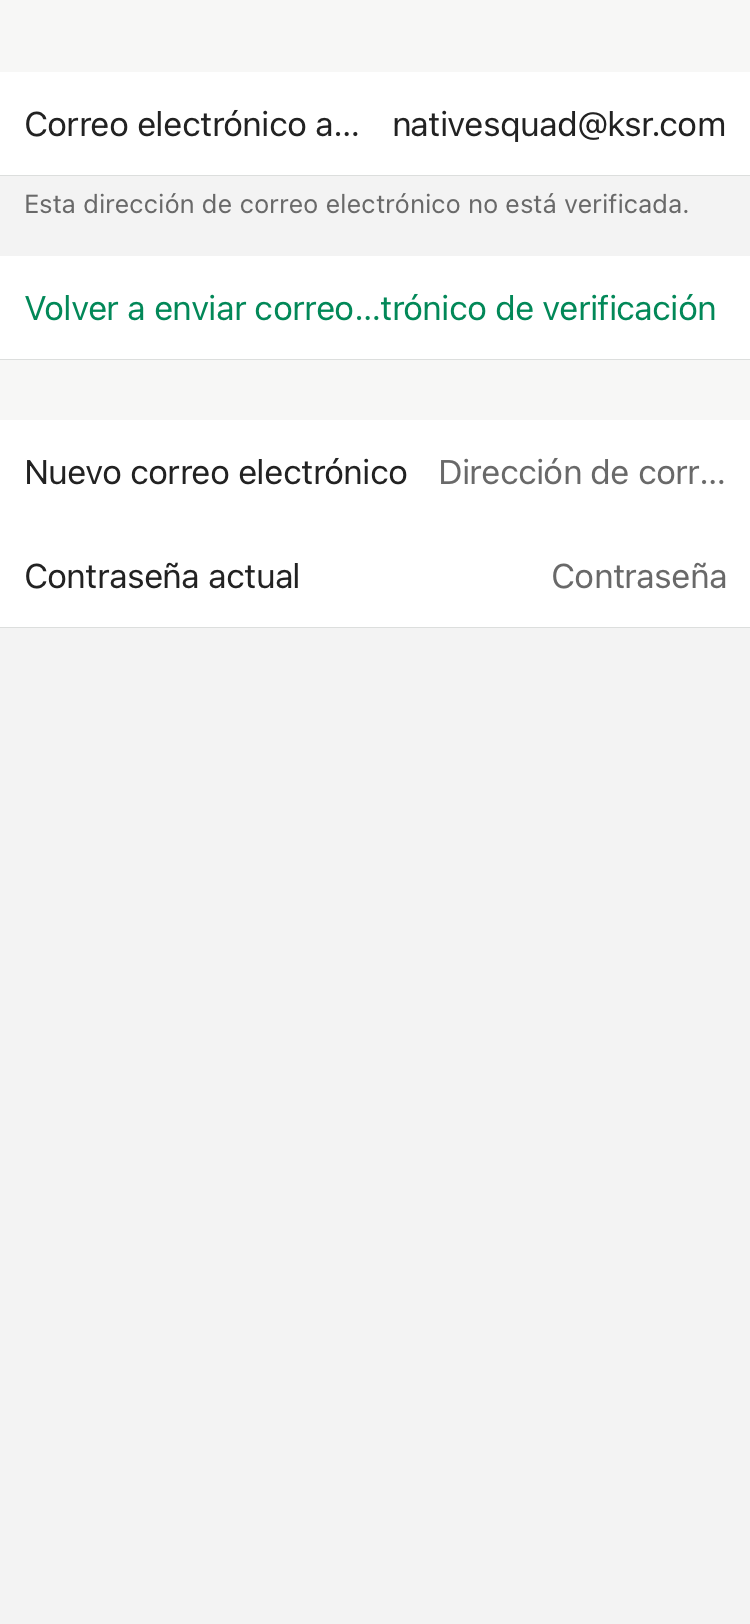 Correo electrónico a... nativesquad@ksr.com
Esta dirección de correo electrónico no está verificada.
Volver a enviar correo...trónico de verificación
Nuevo correo electrónico Dirección de corr...
Contraseña actual Contraseña